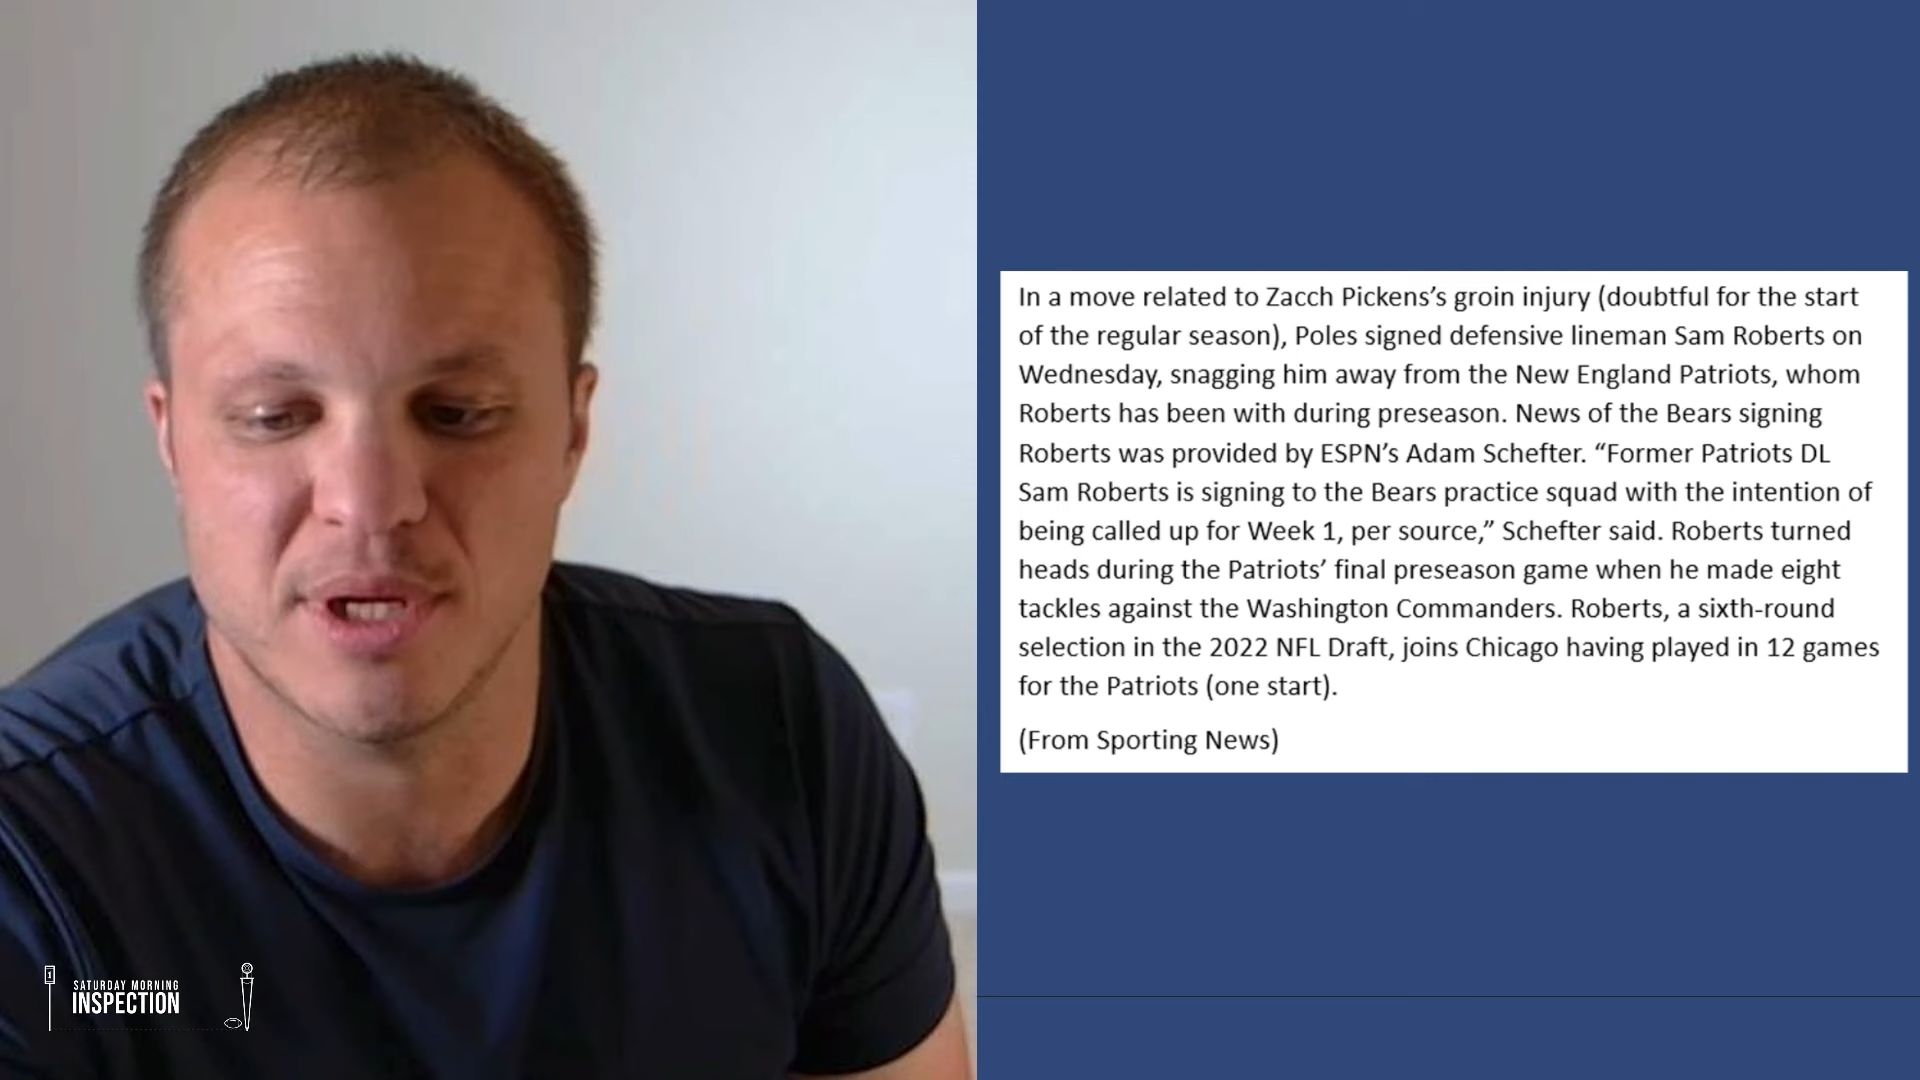 In a move related to Zacch Pickens’s groin injury (doubtful for the start
of the regular season), Poles signed defensive lineman Sam Roberts on
Wednesday, snagging him away from the New England Patriots, whom
Roberts has been with during preseason. News of the Bears signing
Roberts was provided by ESPN’s Adam Schefter. “Former Patriots DL
Sam Roberts is signing to the Bears practice squad with the intention of
being called up for Week 1, per source,” Schefter said. Roberts turned
heads during the Patriots’ final preseason game when he made eight
tackles against the Washington Commanders. Roberts, a sixth-round
selection in the 2022 NFL Draft, joins Chicago having played in 12 games
for the Patriots (one start).
(From Sporting News)
1
SATURDAY MORNING
INSPECTION